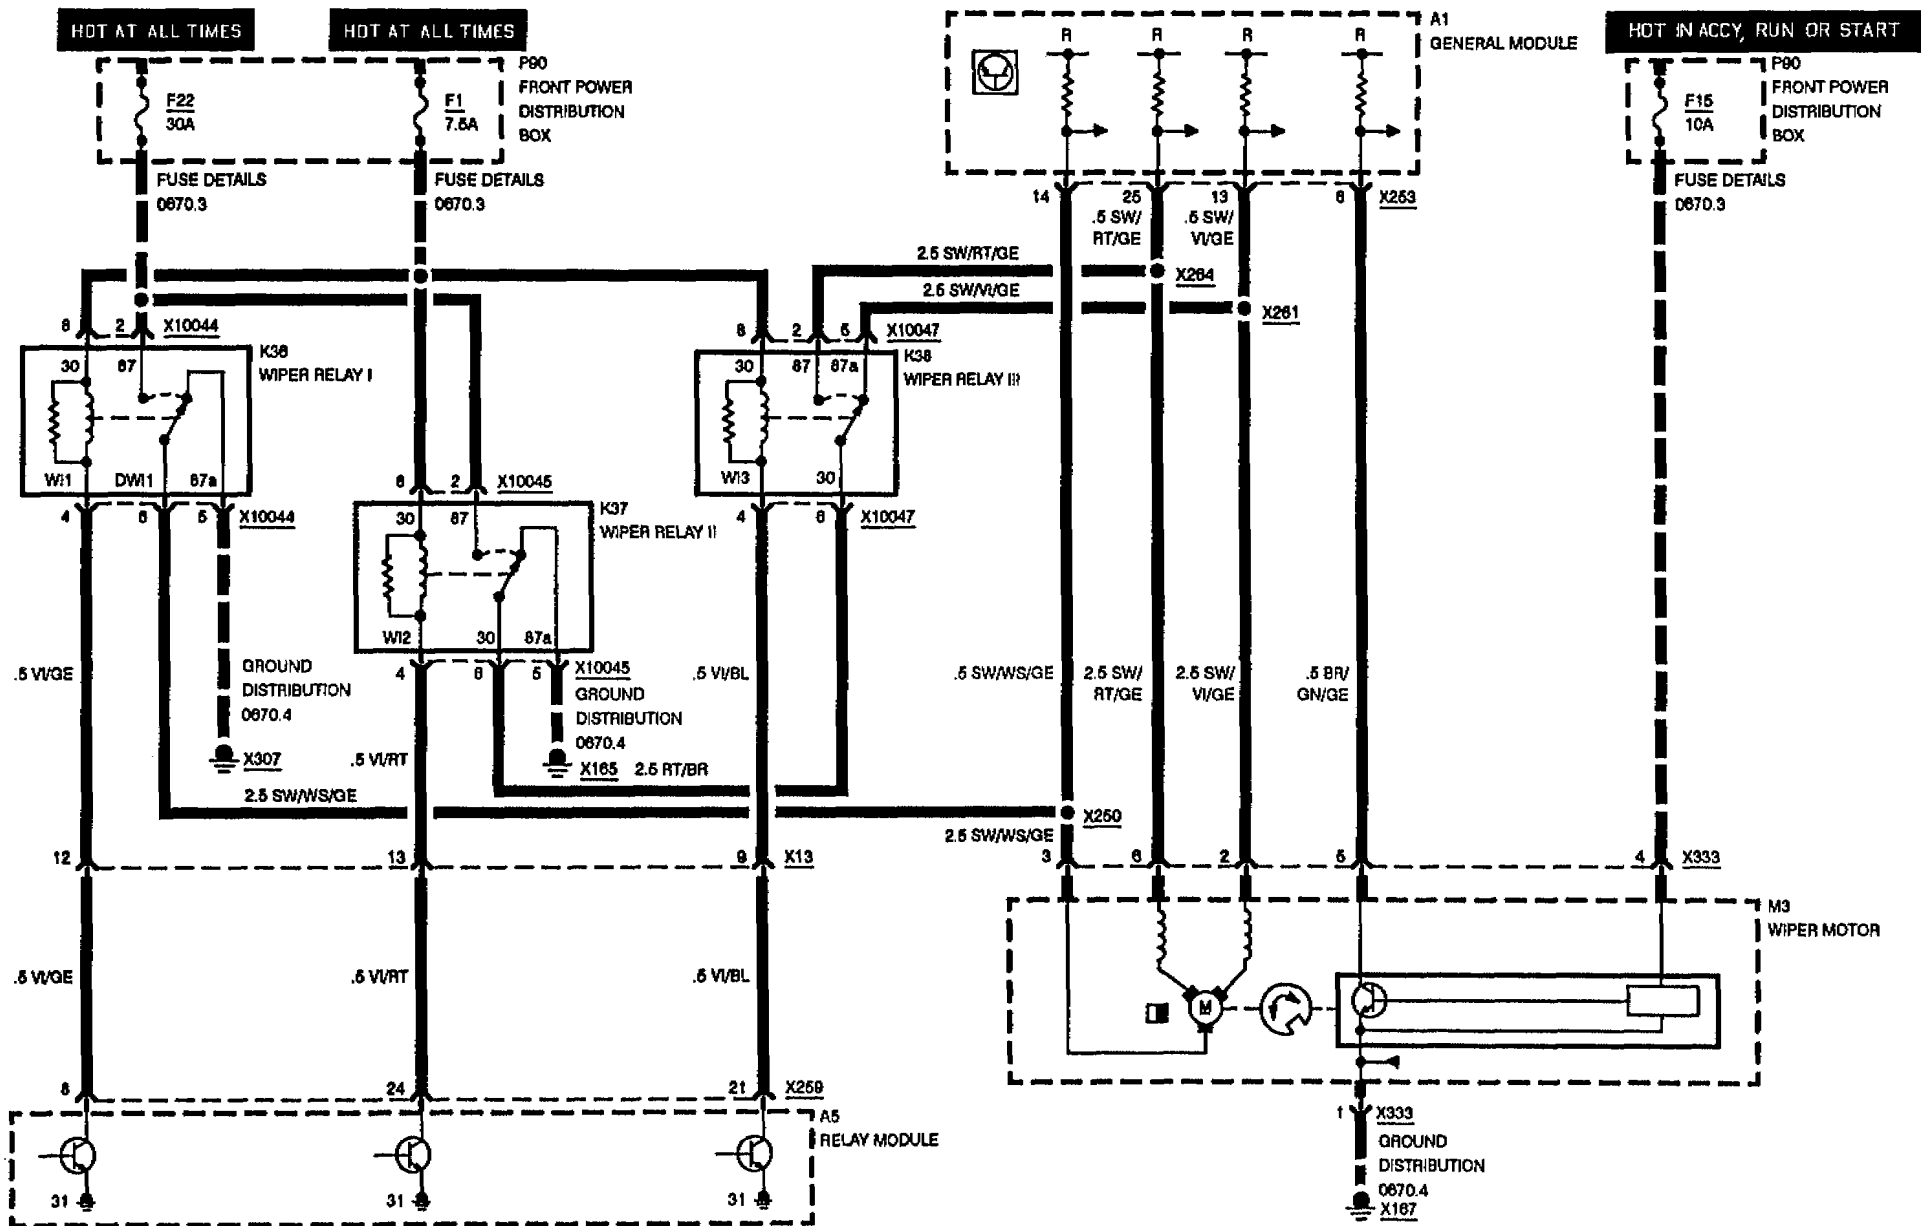 HOT AT ALL TIMES
HOT AT ALL TIMES
HOT IN ACCY, RUN OR START
P90
FRONT POWER
DISTRIBUTION
BOX
F22
30A
F1
7.5A
FUSE DETAILS
0670.3
FUSE DETAILS
0670.3
A1
GENERAL MODULE
R
R
R
R
P90
FRONT POWER
DISTRIBUTION
BOX
F15
10A
FUSE DETAILS
0670.3
14
25
13
6
X253
.5 SW/
RT/GE
.5 SW/
VI/GE
2.5 SW/RT/GE
X264
2.5 SW/VI/GE
X261
8
2
X10044
K36
WIPER RELAY I
30
87
WI1
DWI1
87a
4
6
5
X10044
8
2
5
X10047
K38
WIPER RELAY III
30
87
87a
WI3
30
4
6
X10047
8
2
X10045
K37
WIPER RELAY II
30
87
WI2
30
87a
4
6
5
X10045
GROUND
DISTRIBUTION
0670.4
X307
GROUND
DISTRIBUTION
0670.4
X165
.5 VI/GE
.5 VI/RT
.5 VI/BL
2.5 RT/BR
2.5 SW/WS/GE
.5 SW/WS/GE
2.5 SW/
RT/GE
2.5 SW/
VI/GE
.5 BR/
GN/GE
X250
2.5 SW/WS/GE
12
13
9
X13
3
6
2
5
4
X333
M3
WIPER MOTOR
M
.5 VI/GE
.5 VI/RT
.5 VI/BL
8
24
21
X259
A5
RELAY MODULE
31
31
31
1
X333
GROUND
DISTRIBUTION
0670.4
X167